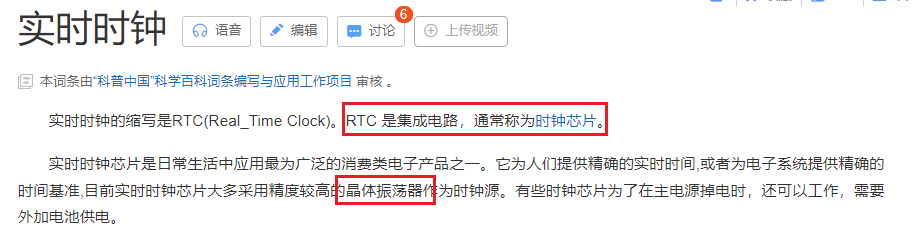 实时时钟
语音
编辑
讨论
6
上传视频
本词条由“科普中国”科学百科词条编写与应用工作项目 审核 。
实时时钟的缩写是RTC(Real_Time Clock)。RTC 是集成电路，通常称为时钟芯片。
实时时钟芯片是日常生活中应用最为广泛的消费类电子产品之一。它为人们提供精确的实时时间,或者为电子系统提供精确的
时间基准,目前实时时钟芯片大多采用精度较高的晶体振荡器作为时钟源。有些时钟芯片为了在主电源掉电时，还可以工作，需要
外加电池供电。